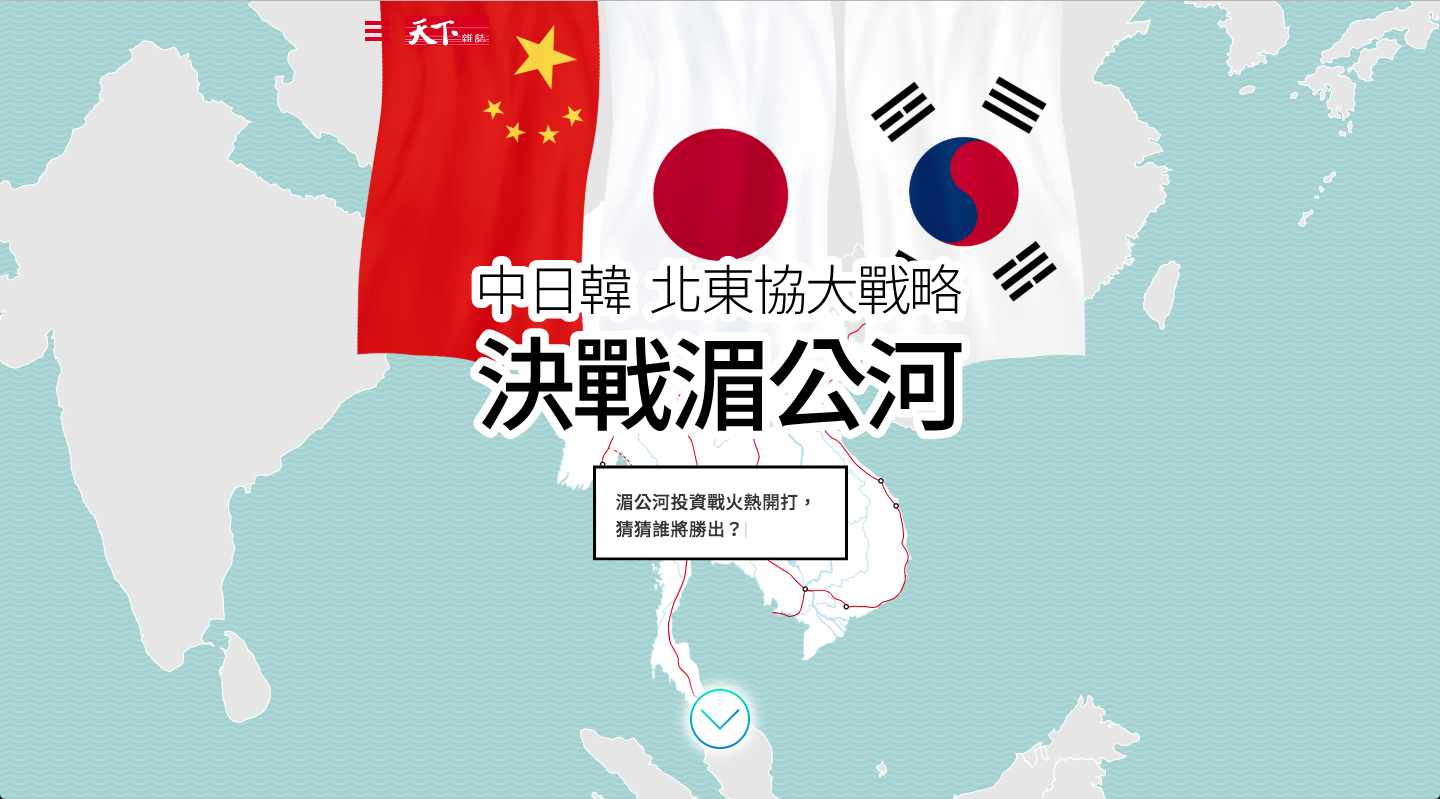 天下雜誌
中日韓 北東協大戰略
決戰湄公河
湄公河投資戰火熱開打，
猜猜誰將勝出？